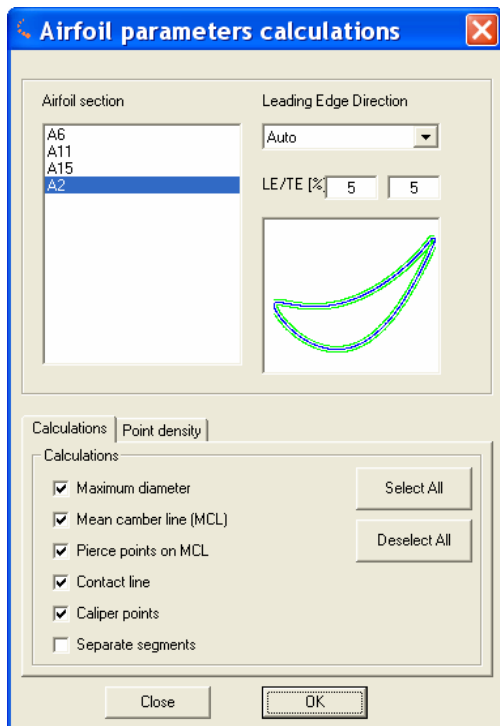 Airfoil parameters calculations
Airfoil section
Leading Edge Direction
A6
A11
A15
A2
Auto
LE/TE [%]
5
5
Calculations
Point density
Calculations
Maximum diameter
Mean camber line (MCL)
Pierce points on MCL
Contact line
Caliper points
Separate segments
Select All
Deselect All
Close
OK